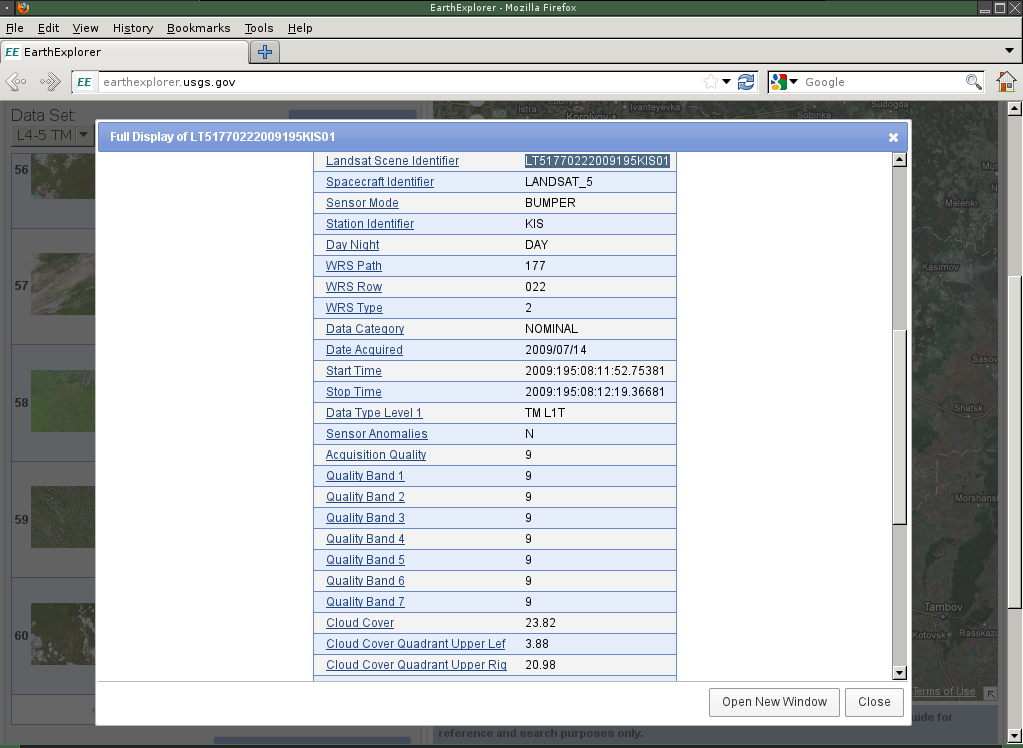 EarthExplorer - Mozilla Firefox
File Edit View History Bookmarks Tools Help
EE EarthExplorer
EE earthexplorer.usgs.gov Google
Data Set:
L4-5 TM
Istra Ivanteyevka Sudogda
Korolyov Sobinka
Full Display of LT51770222009195KIS01
Landsat Scene Identifier LT51770222009195KIS01
Spacecraft Identifier LANDSAT_5
Sensor Mode BUMPER
Station Identifier KIS
Day Night DAY
WRS Path 177
WRS Row 022
WRS Type 2
Data Category NOMINAL
Date Acquired 2009/07/14
Start Time 2009:195:08:11:52.75381
Stop Time 2009:195:08:12:19.36681
Data Type Level 1 TM L1T
Sensor Anomalies N
Acquisition Quality 9
Quality Band 1 9
Quality Band 2 9
Quality Band 3 9
Quality Band 4 9
Quality Band 5 9
Quality Band 6 9
Quality Band 7 9
Cloud Cover 23.82
Cloud Cover Quadrant Upper Lef 3.88
Cloud Cover Quadrant Upper Rig 20.98
Open New Window Close
56
57
58
59
60
Mu
Melenki
Kasimov
Sasov
Shatsk
Morshans
Tambov
Kotovsk Rasskazo
Terms of Use
uide for
reference and search purposes only.